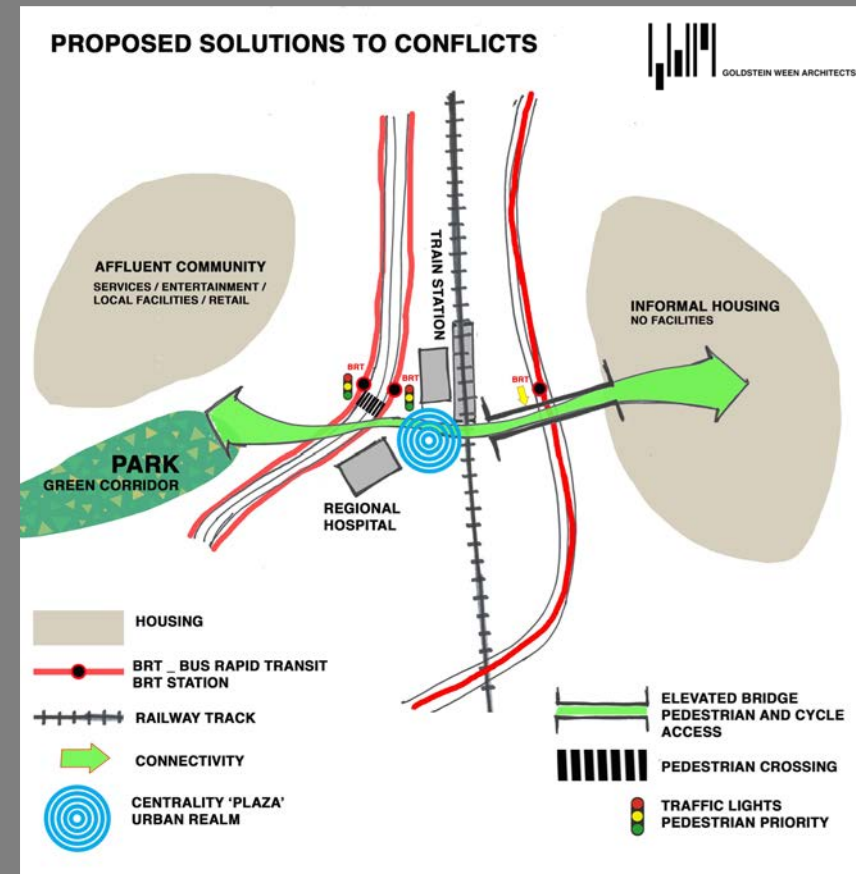 PROPOSED SOLUTIONS TO CONFLICTS
GOLDSTEIN WEEN ARCHITECTS
AFFLUENT COMMUNITY
SERVICES / ENTERTAINMENT /
LOCAL FACILITIES / RETAIL
TRAIN STATION
INFORMAL HOUSING
NO FACILITIES
BRT
BRT
BRT
PARK
GREEN CORRIDOR
REGIONAL
HOSPITAL
HOUSING
BRT _ BUS RAPID TRANSIT
BRT STATION
RAILWAY TRACK
CONNECTIVITY
CENTRALITY 'PLAZA'
URBAN REALM
ELEVATED BRIDGE
PEDESTRIAN AND CYCLE
ACCESS
PEDESTRIAN CROSSING
TRAFFIC LIGHTS
PEDESTRIAN PRIORITY